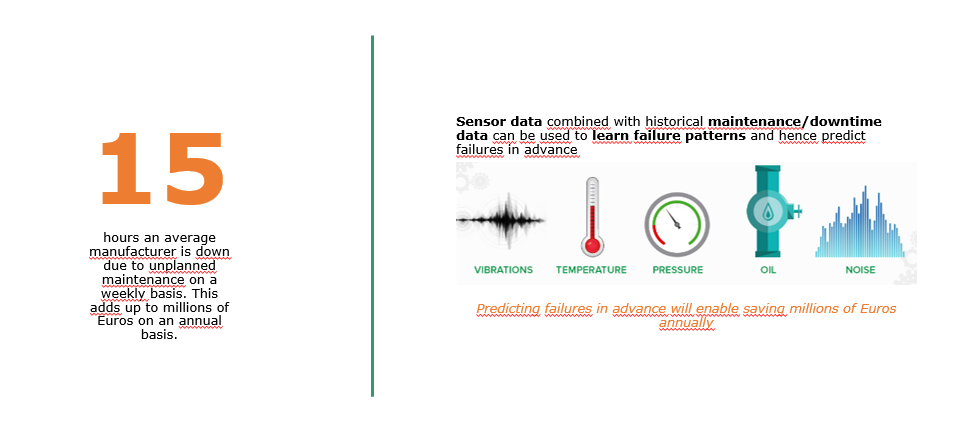 15
hours an average
manufacturer is down
due to unplanned
maintenance on a
weekly basis. This
adds up to millions of
Euros on an annual
basis.
Sensor data combined with historical maintenance/downtime
data can be used to learn failure patterns and hence predict
failures in advance
VIBRATIONS
TEMPERATURE
PRESSURE
OIL
NOISE
Predicting failures in advance will enable saving millions of Euros
annually